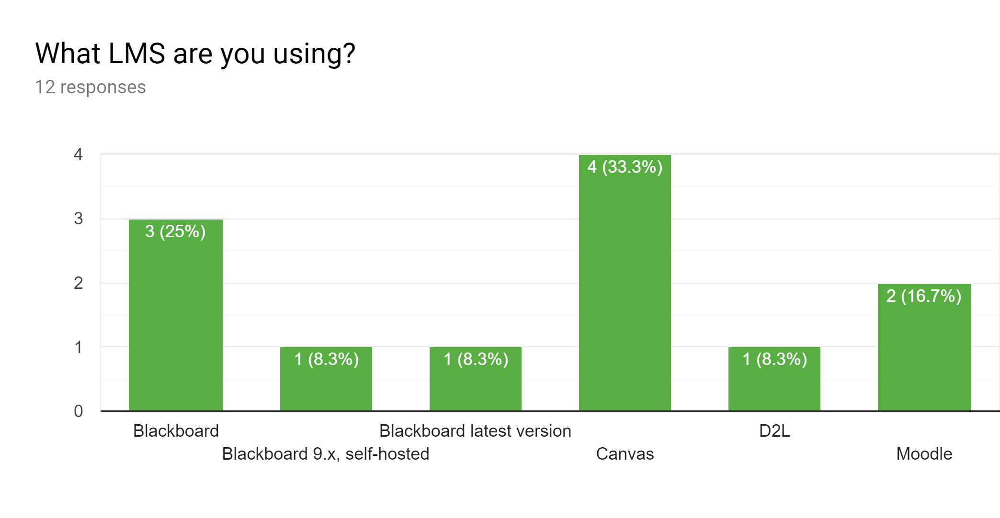 What LMS are you using?
12 responses
4
3
2
1
0
3 (25%)
1 (8.3%)
1 (8.3%)
4 (33.3%)
1 (8.3%)
2 (16.7%)
Blackboard
Blackboard 9.x, self-hosted
Blackboard latest version
Canvas
D2L
Moodle